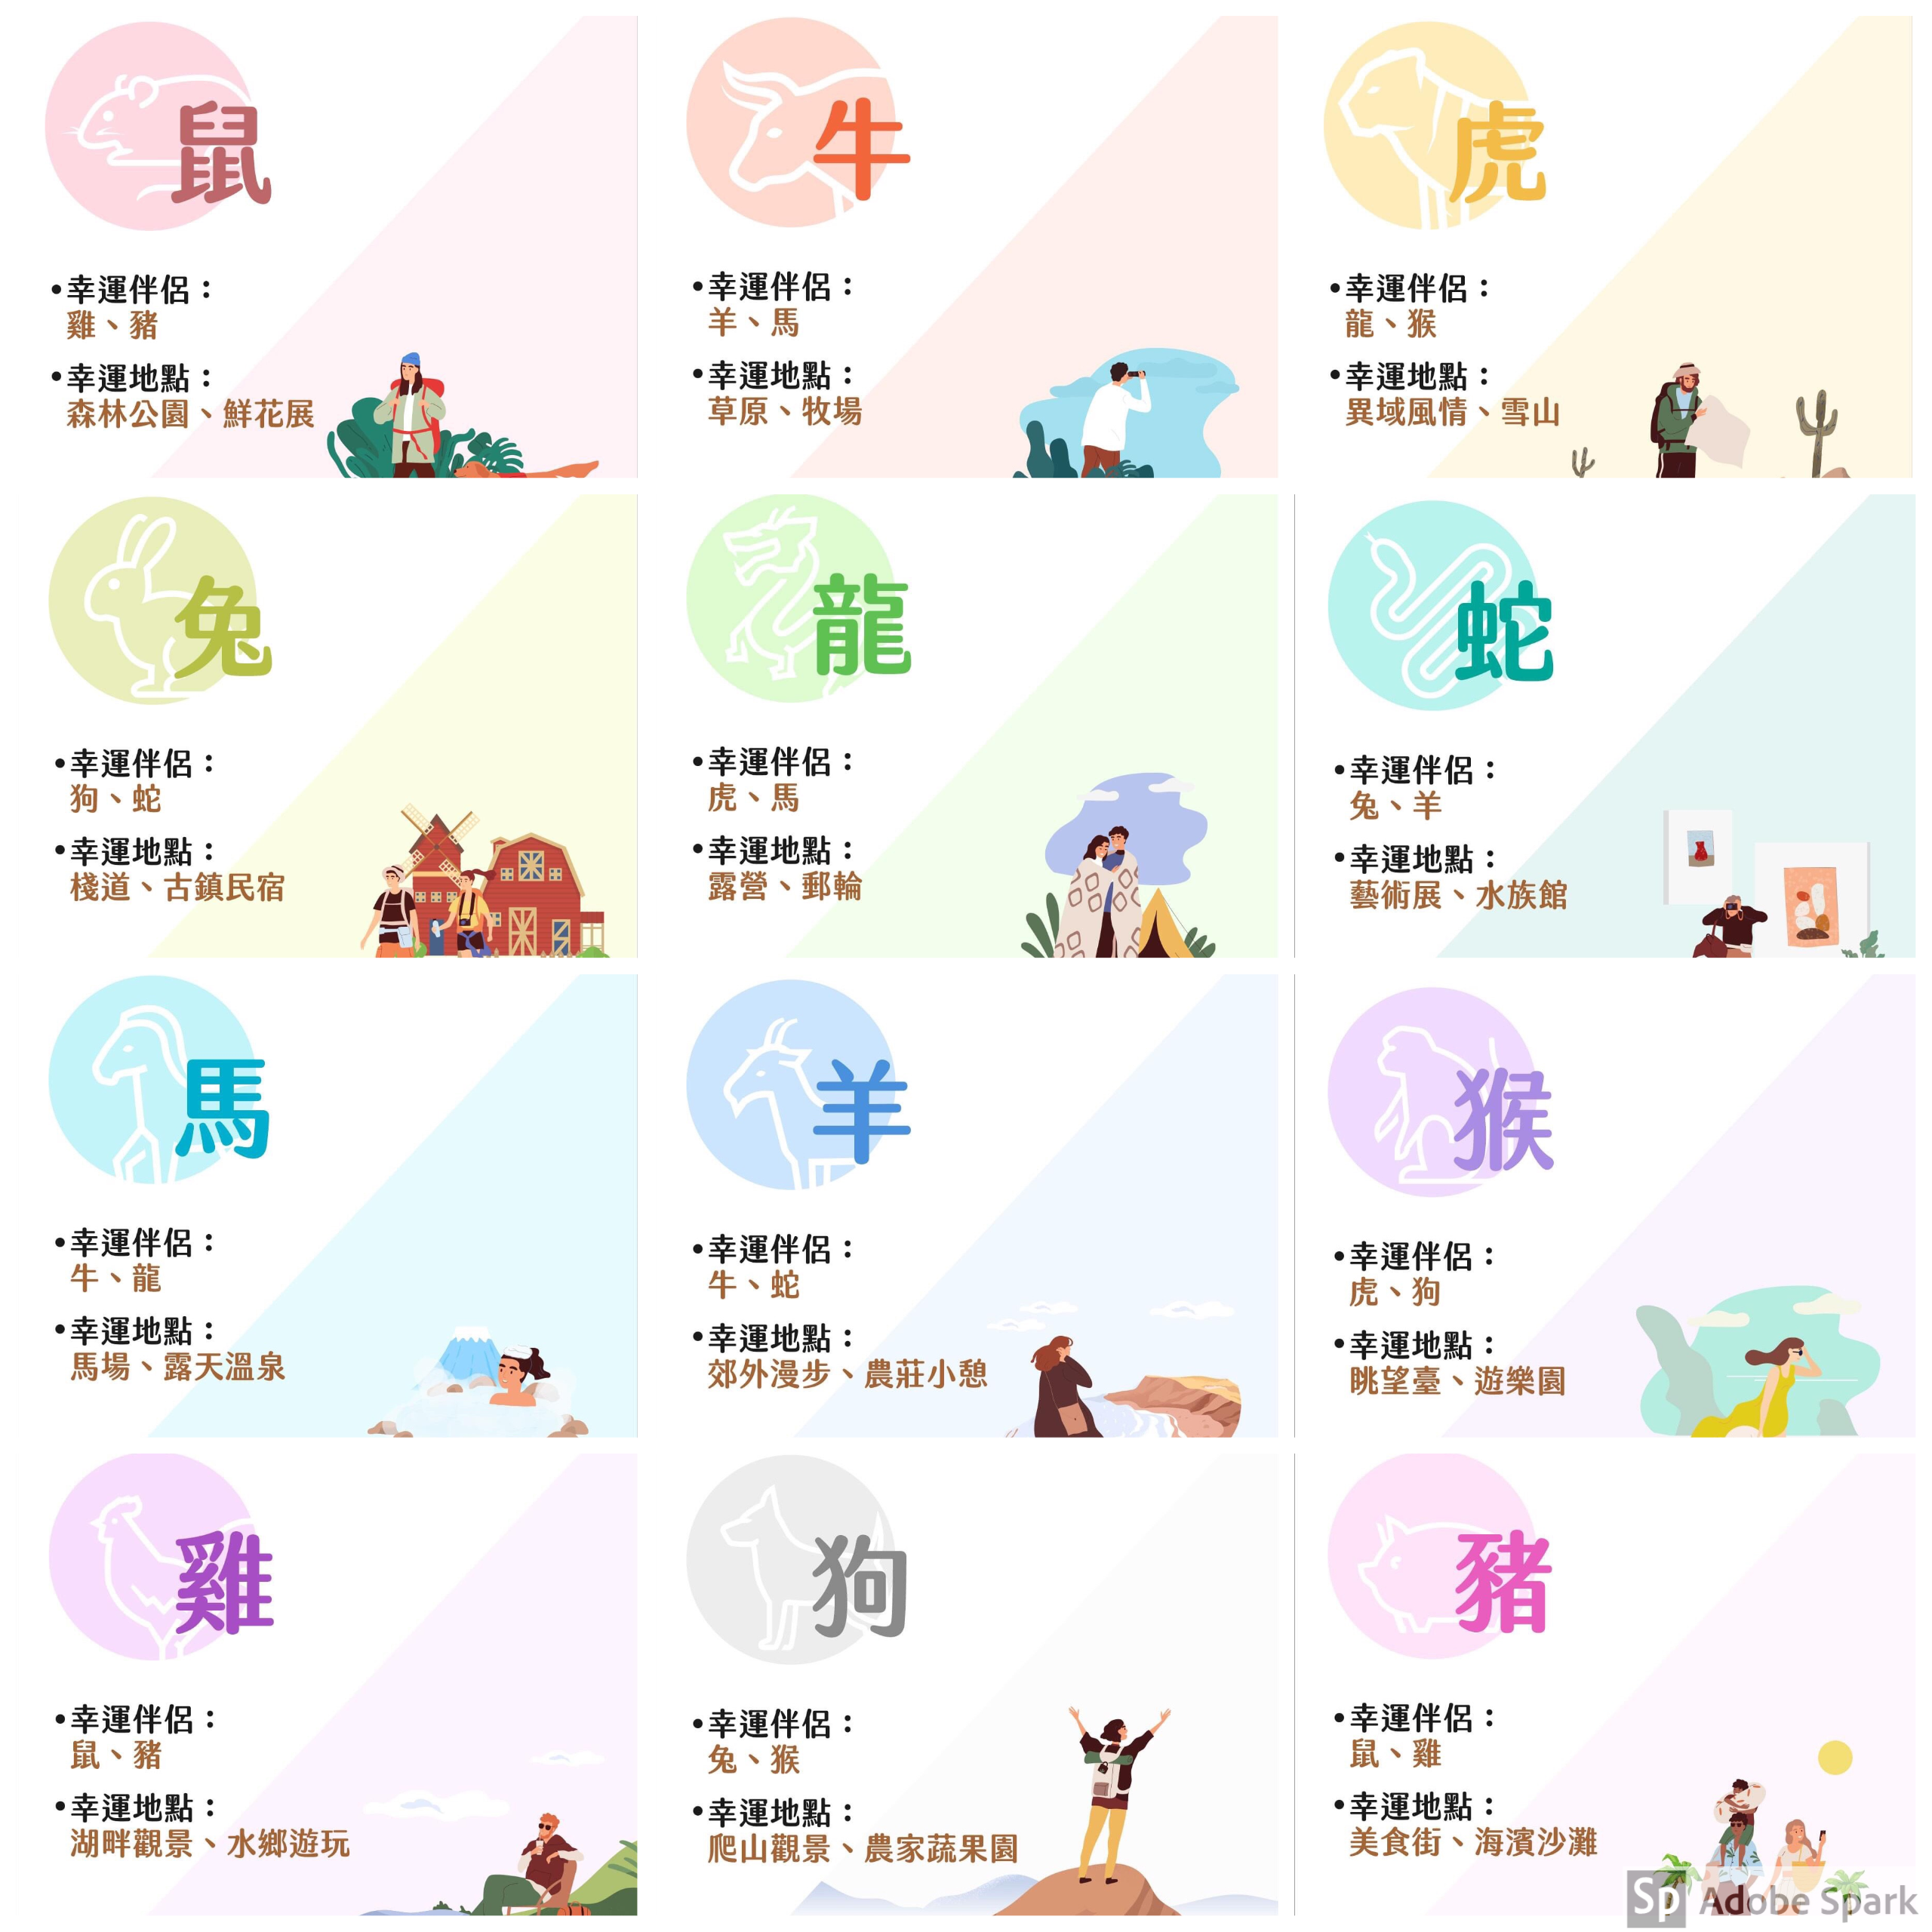 鼠
•幸運伴侶：
雞、豬
•幸運地點：
森林公園、鮮花展
牛
•幸運伴侶：
羊、馬
•幸運地點：
草原、牧場
虎
•幸運伴侶：
龍、猴
•幸運地點：
異域風情、雪山
兔
•幸運伴侶：
狗、蛇
•幸運地點：
棧道、古鎮民宿
龍
•幸運伴侶：
虎、馬
•幸運地點：
露營、郵輪
蛇
•幸運伴侶：
兔、羊
•幸運地點：
藝術展、水族館
馬
•幸運伴侶：
牛、龍
•幸運地點：
馬場、露天溫泉
羊
•幸運伴侶：
牛、蛇
•幸運地點：
郊外漫步、農莊小憩
猴
•幸運伴侶：
虎、狗
•幸運地點：
眺望臺、遊樂園
雞
•幸運伴侶：
鼠、豬
•幸運地點：
湖畔觀景、水鄉遊玩
狗
•幸運伴侶：
兔、猴
•幸運地點：
爬山觀景、農家蔬果園
豬
•幸運伴侶：
鼠、雞
•幸運地點：
美食街、海濱沙灘
Sp Adobe Spark